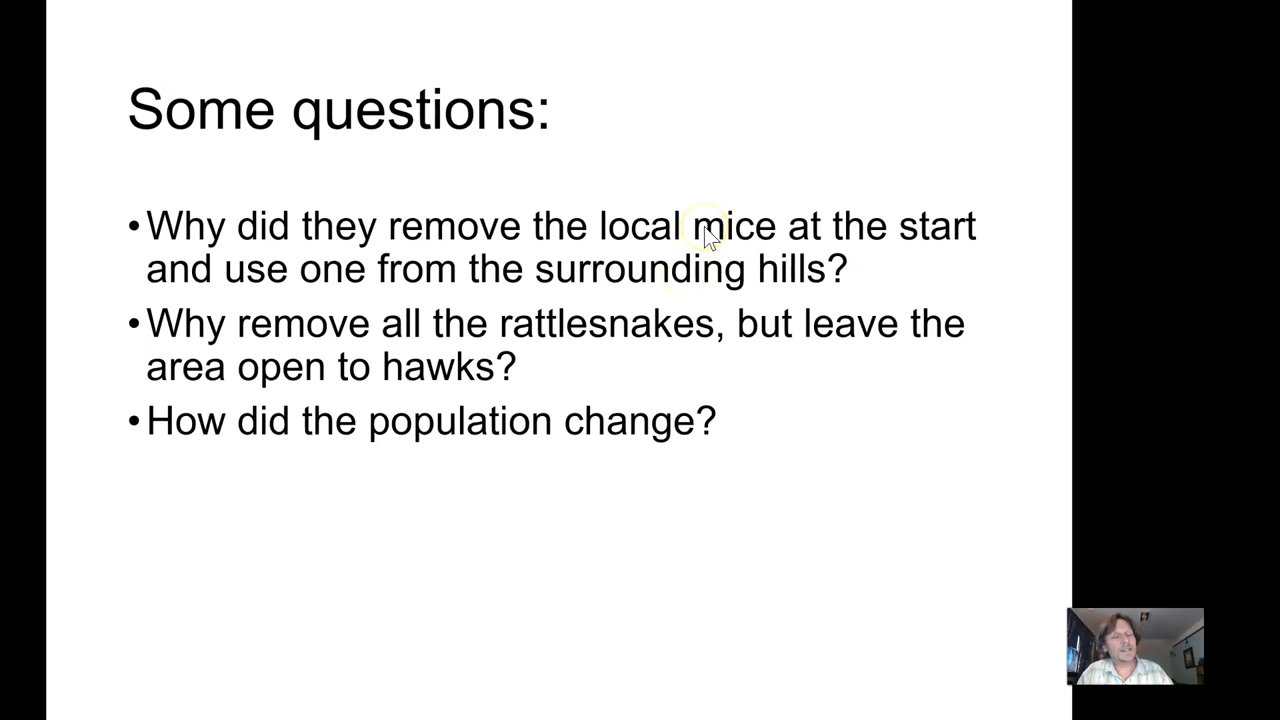 Some questions:
•Why did they remove the local mice at the start
and use one from the surrounding hills?
•Why remove all the rattlesnakes, but leave the
area open to hawks?
•How did the population change?